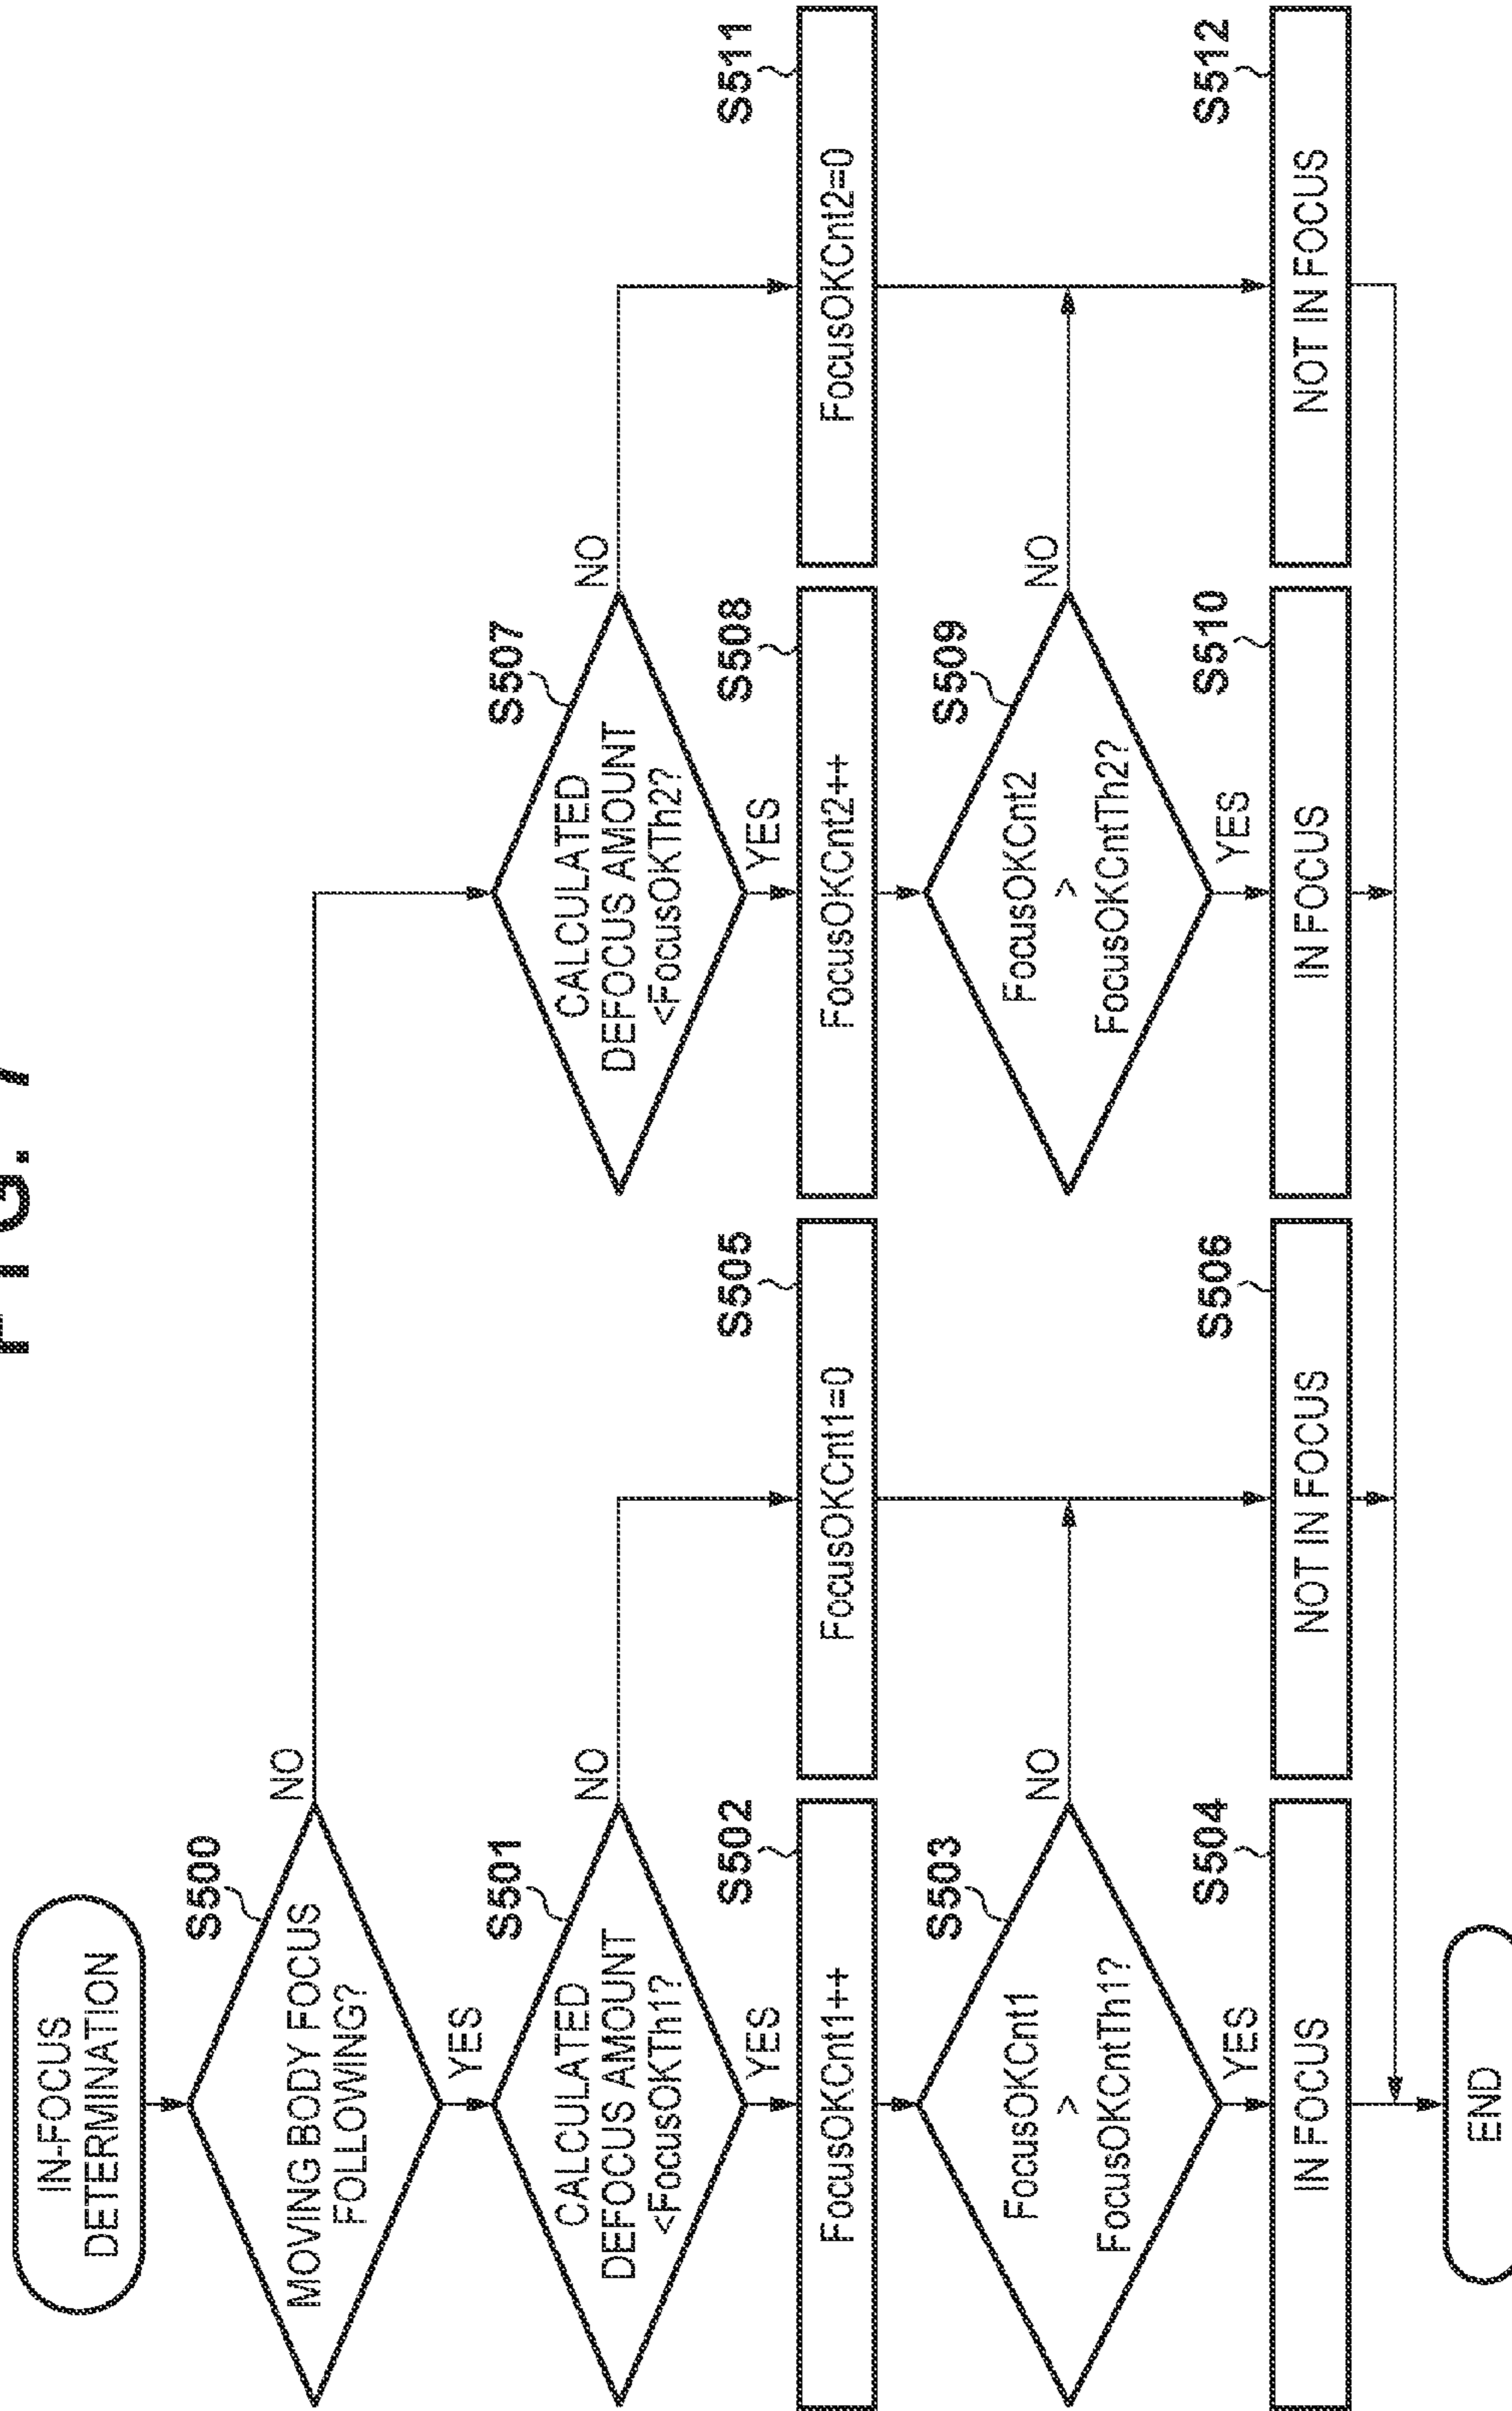 FIG. 7
IN-FOCUS
DETERMINATION
S500
MOVING BODY FOCUS
FOLLOWING?
NO
YES
S501
CALCULATED
DEFOCUS AMOUNT
<FocusOKTh1?
NO
YES
S502
FocusOKCnt1++
S503
FocusOKCnt1
>
FocusOKCntTh1?
NO
YES
S504
IN FOCUS
S505
FocusOKCnt1=0
S506
NOT IN FOCUS
S507
CALCULATED
DEFOCUS AMOUNT
<FocusOKTh2?
NO
YES
S508
FocusOKCnt2++
S509
FocusOKCnt2
>
FocusOKCntTh2?
NO
YES
S510
IN FOCUS
S511
FocusOKCnt2=0
S512
NOT IN FOCUS
END